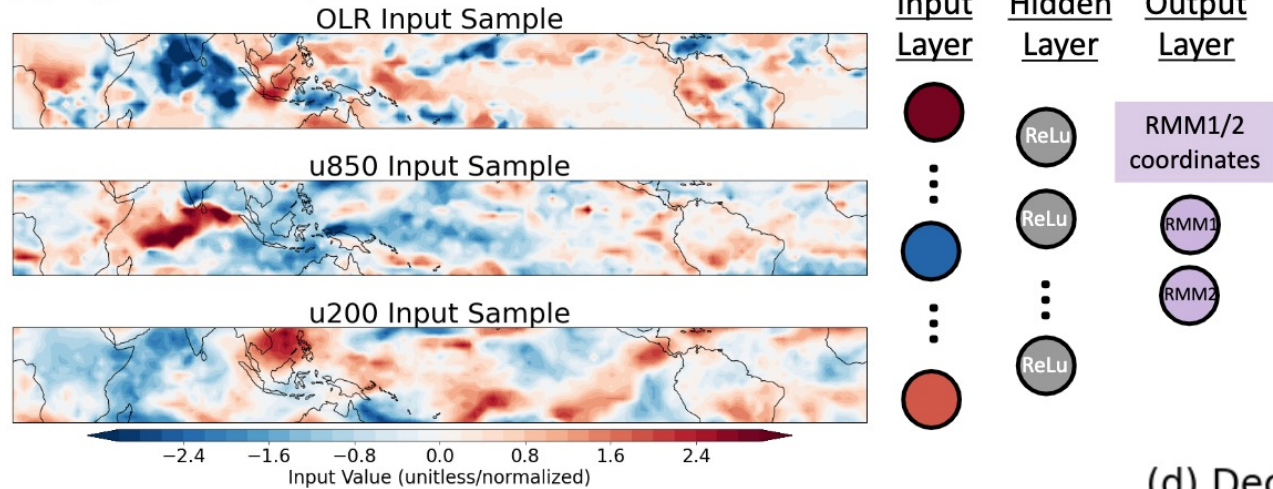 OLR Input Sample
u850 Input Sample
u200 Input Sample
−2.4 −1.6 −0.8 0.0 0.8 1.6 2.4
Input Value (unitless/normalized)
Input Hidden Output
Layer Layer Layer
RMM1/2
coordinates
ReLu
ReLu
ReLu
RMM1
RMM2
(d) Dec